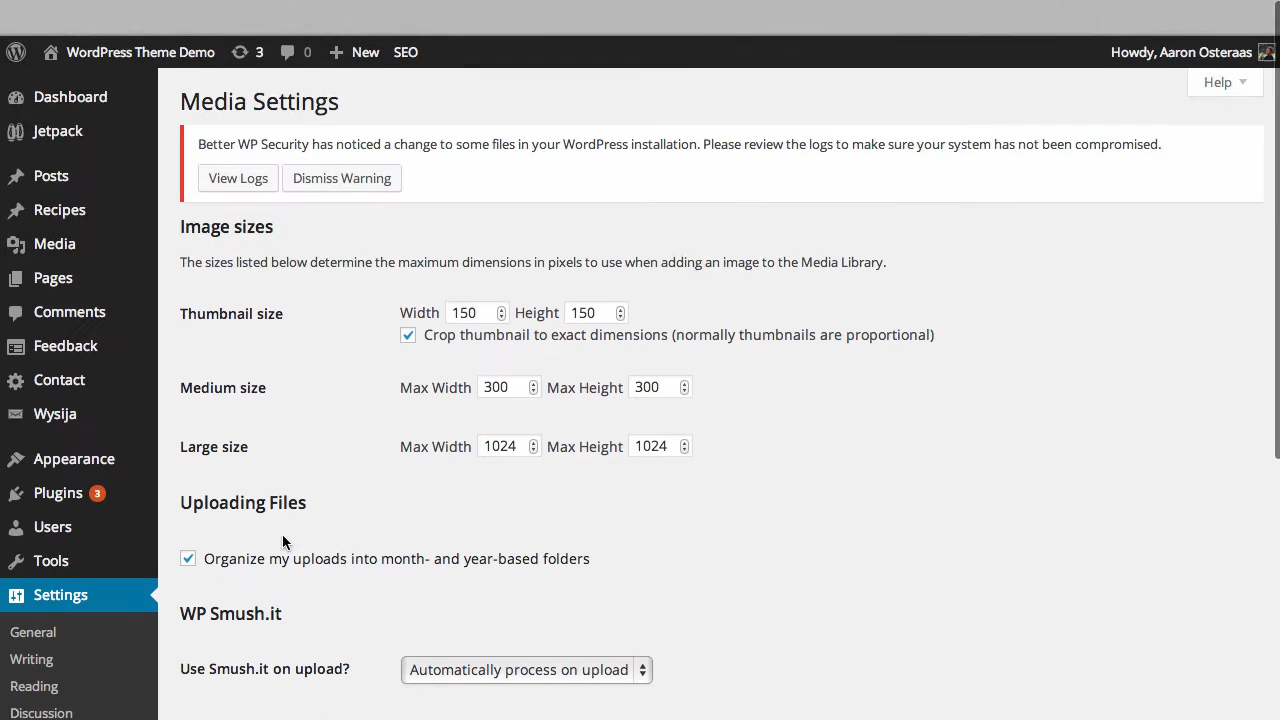 WordPress Theme Demo 3 0 New SEO Howdy, Aaron Osteraas
Help
Dashboard
Jetpack
Posts
Recipes
Media
Pages
Comments
Feedback
Contact
Wysija
Appearance
Plugins 3
Users
Tools
Settings
General
Writing
Reading
Discussion
Media Settings
Better WP Security has noticed a change to some files in your WordPress installation. Please review the logs to make sure your system has not been compromised.
View Logs Dismiss Warning
Image sizes
The sizes listed below determine the maximum dimensions in pixels to use when adding an image to the Media Library.
Thumbnail size Width 150 Height 150
Crop thumbnail to exact dimensions (normally thumbnails are proportional)
Medium size Max Width 300 Max Height 300
Large size Max Width 1024 Max Height 1024
Uploading Files
Organize my uploads into month- and year-based folders
WP Smush.it
Use Smush.it on upload? Automatically process on upload